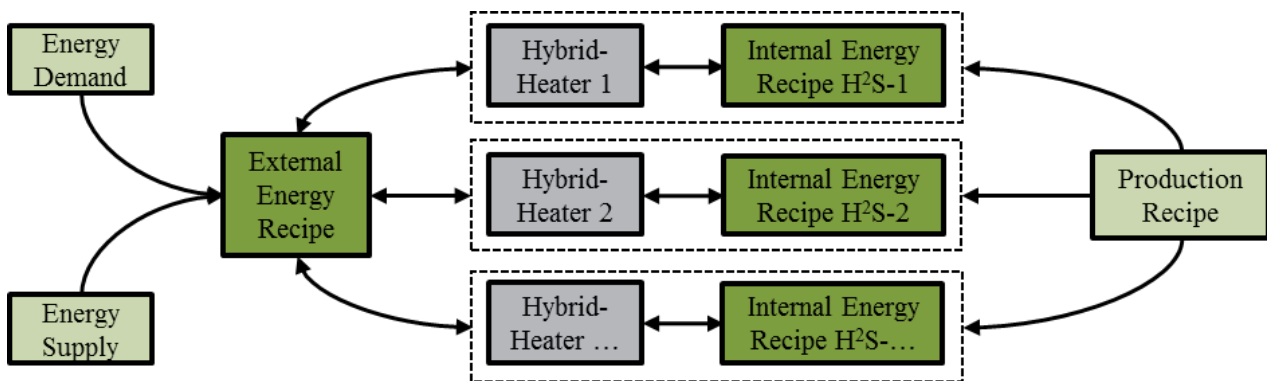 Energy
Demand
Energy
Supply
External
Energy
Recipe
Hybrid-
Heater 1
Internal Energy
Recipe H²S-1
Hybrid-
Heater 2
Internal Energy
Recipe H²S-2
Hybrid-
Heater …
Internal Energy
Recipe H²S-…
Production
Recipe